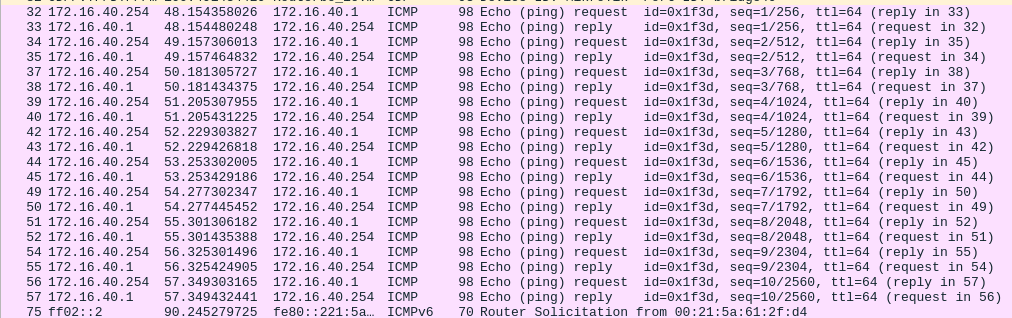 32 172.16.40.254 48.154358026 172.16.40.1 ICMP 98 Echo (ping) request id=0x1f3d, seq=1/256, ttl=64 (reply in 33)
33 172.16.40.1 48.154480248 172.16.40.254 ICMP 98 Echo (ping) reply id=0x1f3d, seq=1/256, ttl=64 (request in 32)
34 172.16.40.254 49.157306013 172.16.40.1 ICMP 98 Echo (ping) request id=0x1f3d, seq=2/512, ttl=64 (reply in 35)
35 172.16.40.1 49.157464832 172.16.40.254 ICMP 98 Echo (ping) reply id=0x1f3d, seq=2/512, ttl=64 (request in 34)
37 172.16.40.254 50.181305727 172.16.40.1 ICMP 98 Echo (ping) request id=0x1f3d, seq=3/768, ttl=64 (reply in 38)
38 172.16.40.1 50.181434375 172.16.40.254 ICMP 98 Echo (ping) reply id=0x1f3d, seq=3/768, ttl=64 (request in 37)
39 172.16.40.254 51.205307955 172.16.40.1 ICMP 98 Echo (ping) request id=0x1f3d, seq=4/1024, ttl=64 (reply in 40)
40 172.16.40.1 51.205431225 172.16.40.254 ICMP 98 Echo (ping) reply id=0x1f3d, seq=4/1024, ttl=64 (request in 39)
42 172.16.40.254 52.229303827 172.16.40.1 ICMP 98 Echo (ping) request id=0x1f3d, seq=5/1280, ttl=64 (reply in 43)
43 172.16.40.1 52.229426818 172.16.40.254 ICMP 98 Echo (ping) reply id=0x1f3d, seq=5/1280, ttl=64 (request in 42)
44 172.16.40.254 53.253302005 172.16.40.1 ICMP 98 Echo (ping) request id=0x1f3d, seq=6/1536, ttl=64 (reply in 45)
45 172.16.40.1 53.253429186 172.16.40.254 ICMP 98 Echo (ping) reply id=0x1f3d, seq=6/1536, ttl=64 (request in 44)
49 172.16.40.254 54.277302347 172.16.40.1 ICMP 98 Echo (ping) request id=0x1f3d, seq=7/1792, ttl=64 (reply in 50)
50 172.16.40.1 54.277445452 172.16.40.254 ICMP 98 Echo (ping) reply id=0x1f3d, seq=7/1792, ttl=64 (request in 49)
51 172.16.40.254 55.301306182 172.16.40.1 ICMP 98 Echo (ping) request id=0x1f3d, seq=8/2048, ttl=64 (reply in 52)
52 172.16.40.1 55.301435388 172.16.40.254 ICMP 98 Echo (ping) reply id=0x1f3d, seq=8/2048, ttl=64 (request in 51)
54 172.16.40.254 56.325301496 172.16.40.1 ICMP 98 Echo (ping) request id=0x1f3d, seq=9/2304, ttl=64 (reply in 55)
55 172.16.40.1 56.325424905 172.16.40.254 ICMP 98 Echo (ping) reply id=0x1f3d, seq=9/2304, ttl=64 (request in 54)
56 172.16.40.254 57.349303165 172.16.40.1 ICMP 98 Echo (ping) request id=0x1f3d, seq=10/2560, ttl=64 (reply in 57)
57 172.16.40.1 57.349432441 172.16.40.254 ICMP 98 Echo (ping) reply id=0x1f3d, seq=10/2560, ttl=64 (request in 56)
75 ff02::2 90.245279725 fe80::221:5a… ICMPv6 70 Router Solicitation from 00:21:5a:61:2f:d4